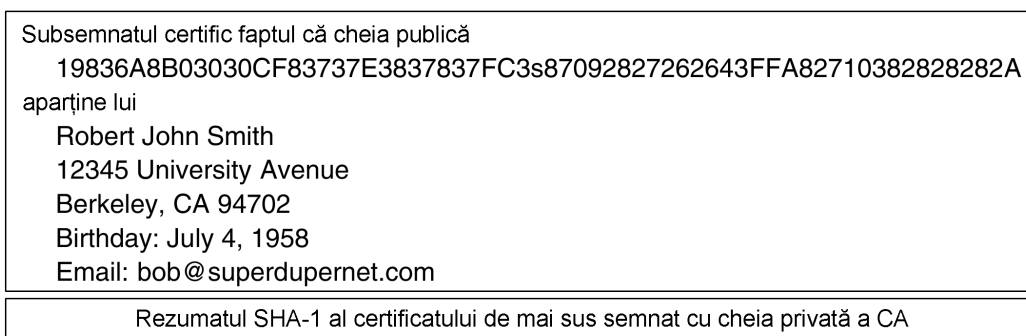 Subsemnatul certific faptul că cheia publică
19836A8B03030CF83737E3837837FC3s87092827262643FFA82710382828282A
aparține lui
Robert John Smith
12345 University Avenue
Berkeley, CA 94702
Birthday: July 4, 1958
Email: bob@superdupernet.com
Rezumatul SHA-1 al certificatului de mai sus semnat cu cheia privată a CA